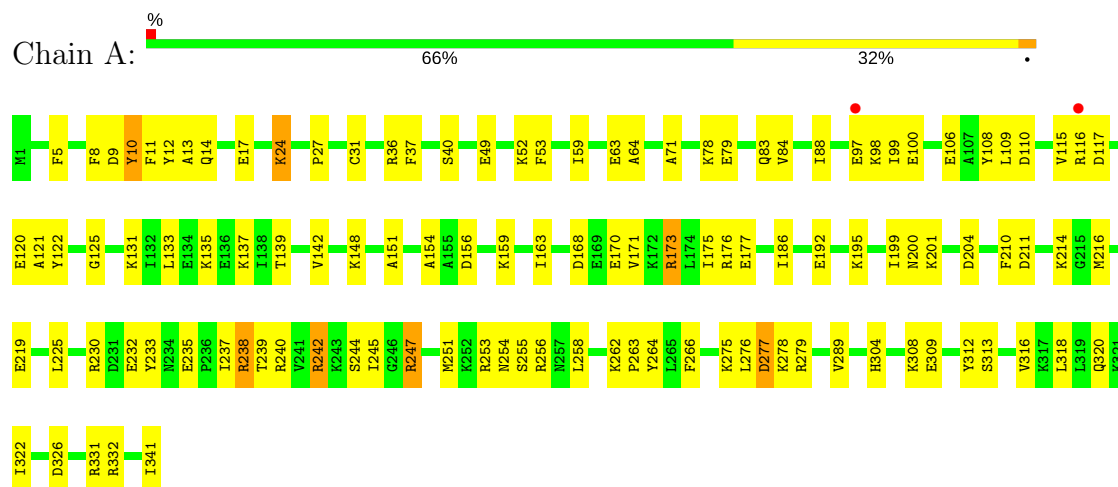 %
Chain A:
66% 32% •
M1 F5 F8 D9 Y10 F11 Y12 A13 Q14 E17 K24 P27 C31 R36 F37 S40 E49 K52 F53 I59 E63 A64 A71 K78 E79 Q83 V84 I88 E97 K98 I99 E100 E106 A107 Y108 L109 D110 V115 R116 D117
E120 A121 Y122 G125 K131 I132 L133 E134 K135 E136 K137 I138 T139 V142 K148 A151 A154 A155 D156 K159 I163 D168 E169 E170 V171 K172 R173 L174 I175 R176 E177 I186 E192 K195 I199 N200 K201 D204 F210 D211 K214 G215 M216
E219 L225 R230 D231 E232 Y233 N234 E235 P236 I237 R238 T239 R240 V241 R242 K243 S244 I245 G246 R247 M251 K252 R253 N254 S255 R256 N257 L258 K262 P263 Y264 L265 F266 K275 L276 D277 K278 R279 V289 H304 K308 E309 Y312 S313 V316 K317 L318 L319 Q320 K321
I322 D326 R331 R332 I341